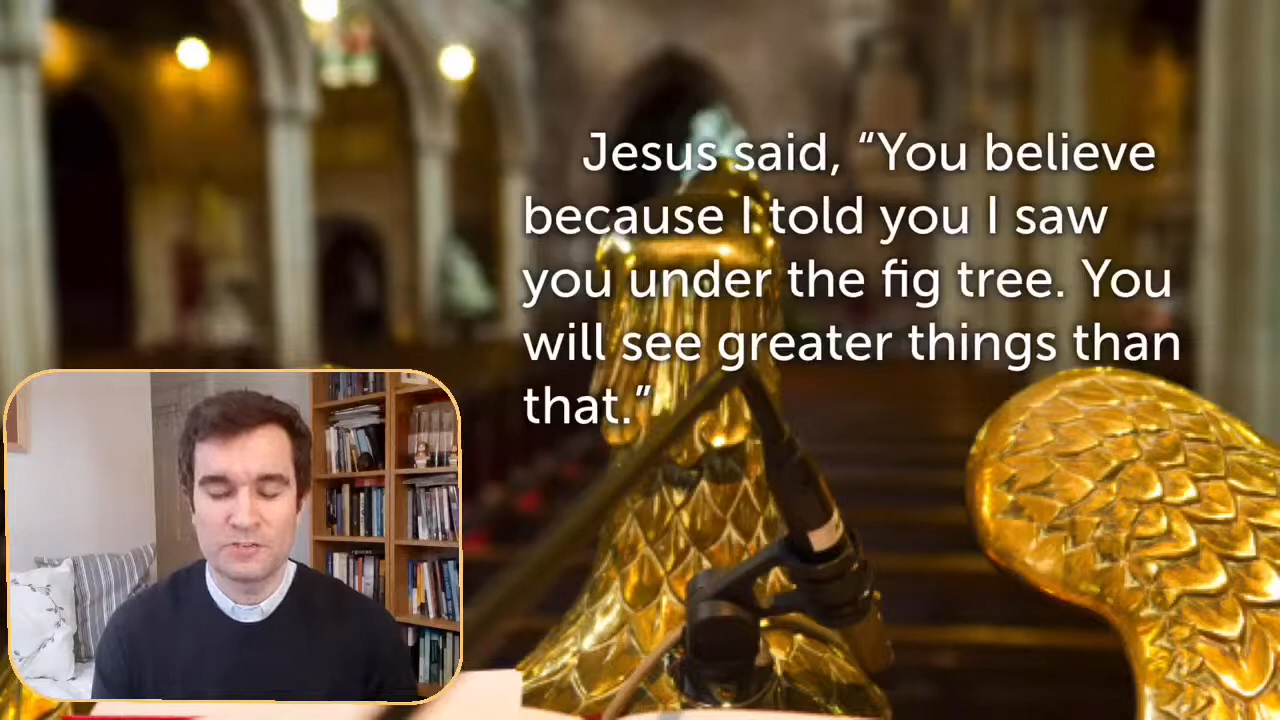 Jesus said, “You believe
because I told you I saw
you under the fig tree. You
will see greater things than
that.”